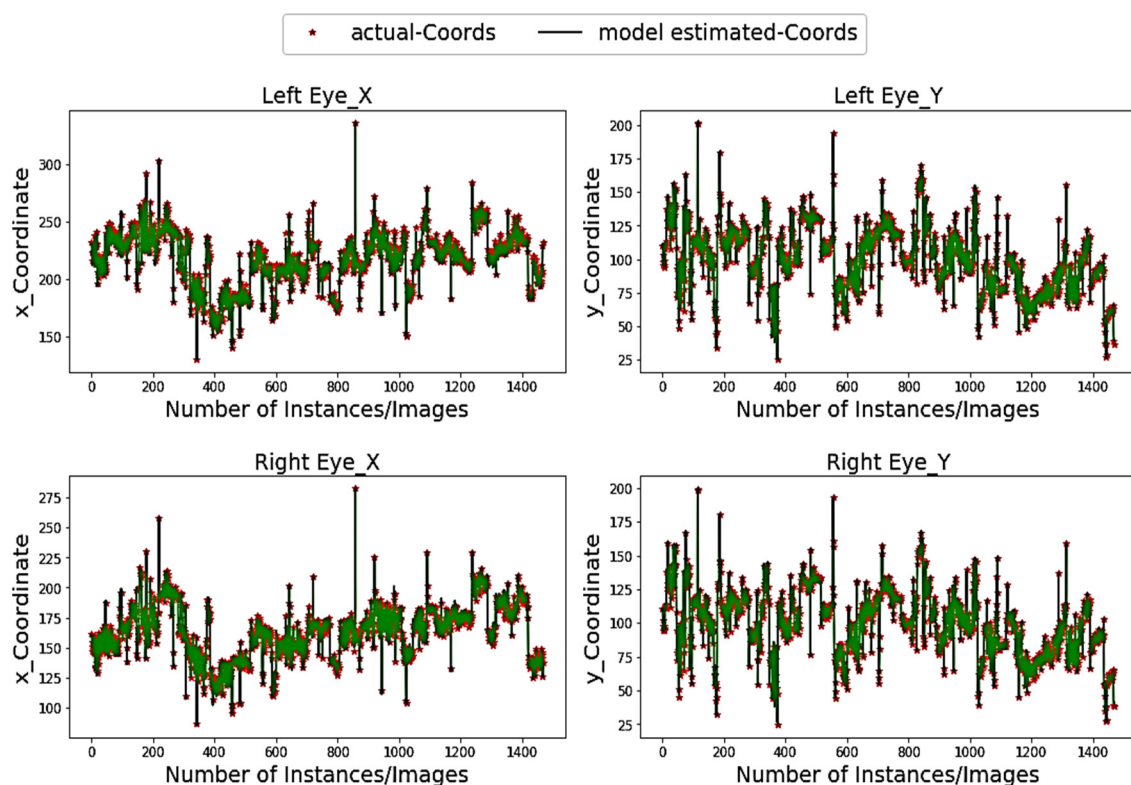 actual-Coords model estimated-Coords
Left Eye_X
x_Coordinate
300
250
200
150
0 200 400 600 800 1000 1200 1400
Number of Instances/Images
Left Eye_Y
y_Coordinate
200
175
150
125
100
75
50
25
0 200 400 600 800 1000 1200 1400
Number of Instances/Images
Right Eye_X
x_Coordinate
275
250
225
200
175
150
125
100
0 200 400 600 800 1000 1200 1400
Number of Instances/Images
Right Eye_Y
y_Coordinate
200
175
150
125
100
75
50
25
0 200 400 600 800 1000 1200 1400
Number of Instances/Images